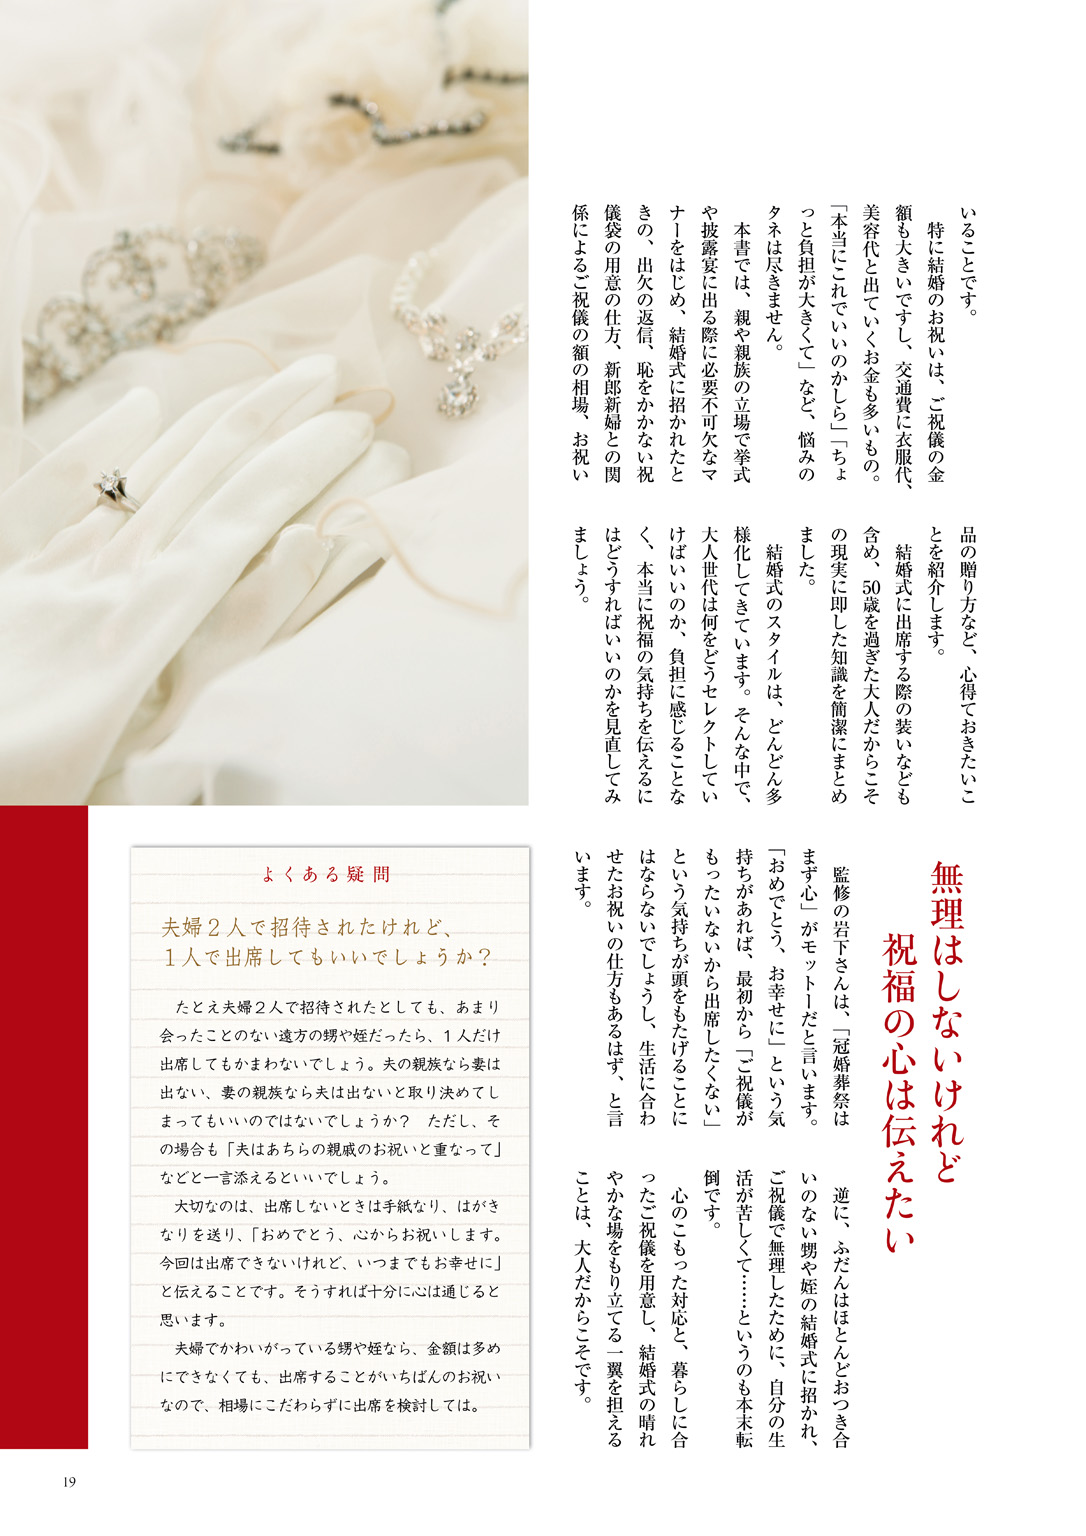 いることです。
　特に結婚のお祝いは、ご祝儀の金
額も大きいですし、交通費に衣服代、
美容代と出ていくお金も多いもの。
「本当にこれでいいのかしら」「ちょ
っと負担が大きくて」など、悩みの
タネは尽きません。
　本書では、親や親族の立場で挙式
や披露宴に出る際に必要不可欠なマ
ナーをはじめ、結婚式に招かれたと
きの、出欠の返信、恥をかかない祝
儀袋の用意の仕方、新郎新婦との関
係によるご祝儀の額の相場、お祝い
品の贈り方など、心得ておきたいこ
とを紹介します。
　結婚式に出席する際の装いなども
含め、50歳を過ぎた大人だからこそ
の現実に即した知識を簡潔にまとめ
ました。
　結婚式のスタイルは、どんどん多
様化してきています。そんな中で、
大人世代は何をどうセレクトしてい
けばいいのか、負担に感じることな
く、本当に祝福の気持ちを伝えるに
はどうすればいいのかを見直してみ
ましょう。
無理はしないけれど
祝福の心は伝えたい
　監修の岩下さんは、「冠婚葬祭は
まず心」がモットーだと言います。
「おめでとう、お幸せに」という気
持ちがあれば、最初から「ご祝儀が
もったいないから出席したくない」
という気持ちが頭をもたげることに
はならないでしょうし、生活に合わ
せたお祝いの仕方もあるはず、と言
います。
　逆に、ふだんはほとんどおつき合
いのない甥や姪の結婚式に招かれ、
ご祝儀で無理したために、自分の生
活が苦しくて……というのも本末転
倒です。
　心のこもった対応と、暮らしに合
ったご祝儀を用意し、結婚式の晴れ
やかな場をもり立てる一翼を担える
ことは、大人だからこそです。
よくある疑問
夫婦２人で招待されたけれど、
１人で出席してもいいでしょうか？
　たとえ夫婦２人で招待されたとしても、あまり
会ったことのない遠方の甥や姪だったら、１人だけ
出席してもかまわないでしょう。夫の親族なら妻は
出ない、妻の親族なら夫は出ないと取り決めてし
まってもいいのではないでしょうか？　ただし、そ
の場合も「夫はあちらの親戚のお祝いと重なって」
などと一言添えるといいでしょう。
　大切なのは、出席しないときは手紙なり、はがき
なりを送り、「おめでとう、心からお祝いします。
今回は出席できないけれど、いつまでもお幸せに」
と伝えることです。そうすれば十分に心は通じると
思います。
　夫婦でかわいがっている甥や姪なら、金額は多め
にできなくても、出席することがいちばんのお祝い
なので、相場にこだわらずに出席を検討しては。
19